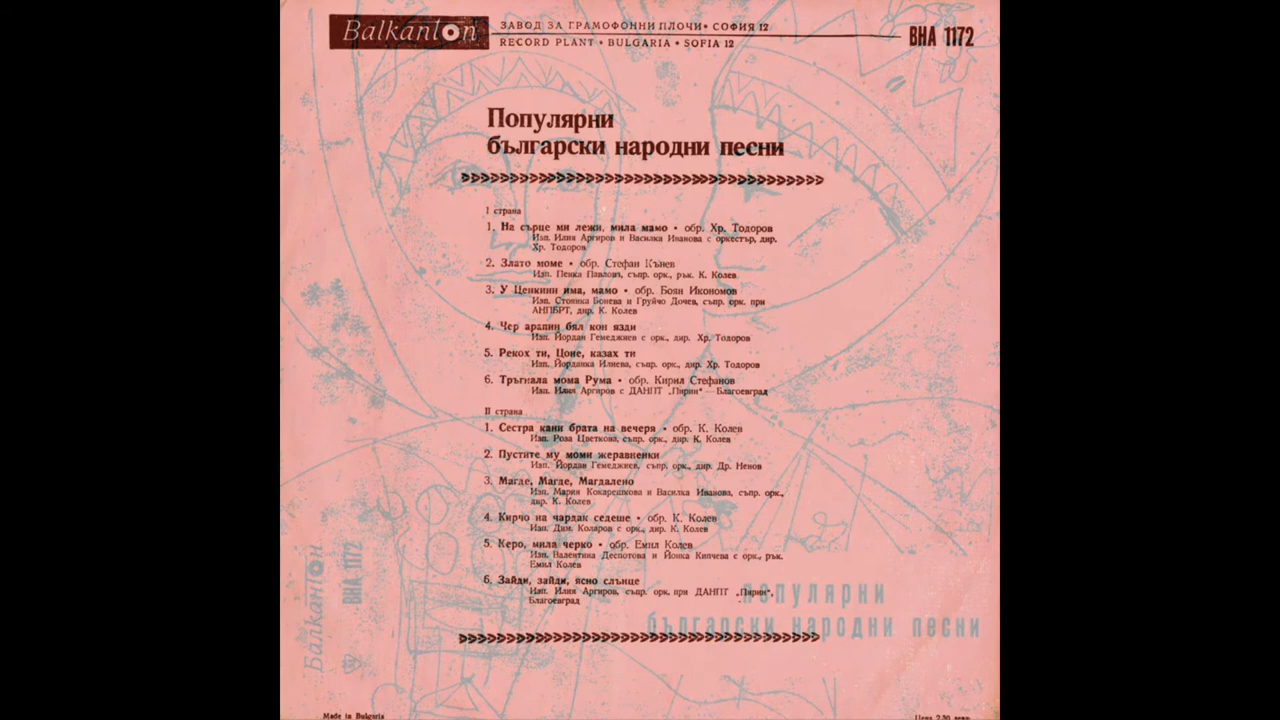 Balkanton
ЗАВОД ЗА ГРАМОФОННИ ПЛОЧИ • СОФИЯ 12
RECORD PLANT • BULGARIA • SOFIA 12
ВНА 1172
Популярни
български народни песни
I страна
1. На сърце ми лежи, мила мамо • обр. Хр. Тодоров
Изп. Илия Аргиров и Василка Иванова с оркестър, дир.
Хр. Тодоров
2. Злато моме • обр. Стефан Кънев
Изп. Пенка Павлова, съпр. орк., рък. К. Колев
3. У Ценкини има, мамо • обр. Боян Икономов
Изп. Стоянка Бонева и Груйчо Дочев, съпр. орк. при
АНПБРТ, дир. К. Колев
4. Чер арапин бял кон язди
Изп. Йордан Гемеджиев с орк., дир. Хр. Тодоров
5. Рекох ти, Цоне, казах ти
Изп. Йорданка Илиева, съпр. орк., дир. Хр. Тодоров
6. Тръгнала мома Рума • обр. Кирил Стефанов
Изп. Илия Аргиров с ДАНПТ „Пирин“ — Благоевград
II страна
1. Сестра кани брата на вечеря • обр. К. Колев
Изп. Роза Цветкова, съпр. орк., дир. К. Колев
2. Пустите му моми жеравненки
Изп. Йордан Гемеджиев, съпр. орк., дир. Др. Ненов
3. Магде, Магде, Магдалено
Изп. Мария Кокарешкова и Василка Иванова, съпр. орк.,
дир. К. Колев
4. Кирчо на чардак седеше • обр. К. Колев
Изп. Дим. Коларов с орк., дир. К. Колев
5. Керо, мила черко • обр. Емил Колев
Изп. Валентина Деспотова и Йонка Кипчева с орк., рък.
Емил Колев
6. Зайди, зайди, ясно слънце
Изп. Илия Аргиров, съпр. орк. при ДАНПТ „Пирин“,
Благоевград
популярни
български народни песни
Балкантон
ВНА 1172
Made in Bulgaria
Цена 2,30 лева